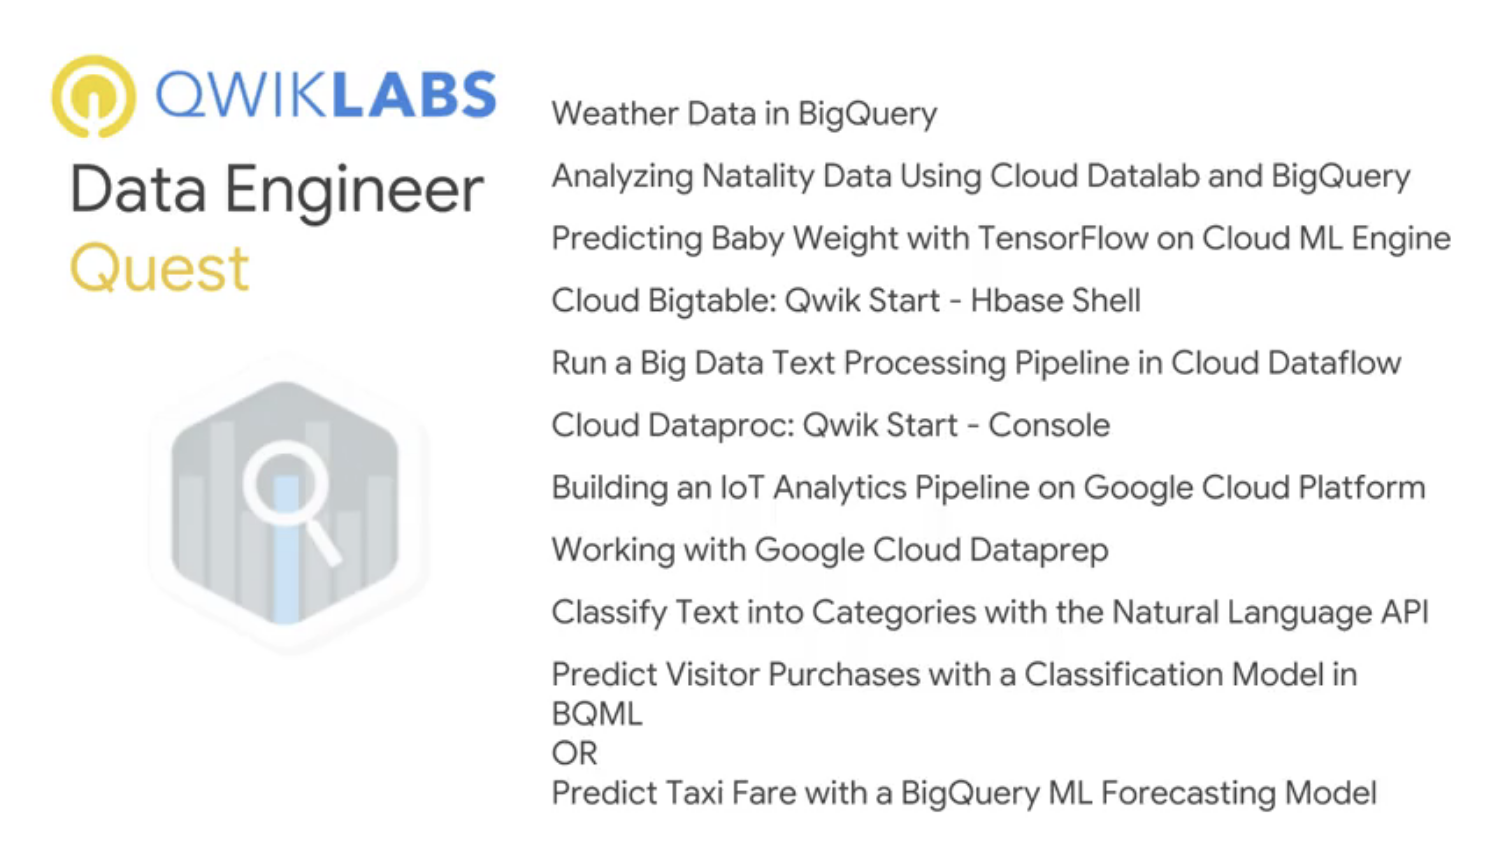 QWIKLABS
Data Engineer
Quest
Weather Data in BigQuery
Analyzing Natality Data Using Cloud Datalab and BigQuery
Predicting Baby Weight with TensorFlow on Cloud ML Engine
Cloud Bigtable: Qwik Start - Hbase Shell
Run a Big Data Text Processing Pipeline in Cloud Dataflow
Cloud Dataproc: Qwik Start - Console
Building an IoT Analytics Pipeline on Google Cloud Platform
Working with Google Cloud Dataprep
Classify Text into Categories with the Natural Language API
Predict Visitor Purchases with a Classification Model in
BQML
OR
Predict Taxi Fare with a BigQuery ML Forecasting Model